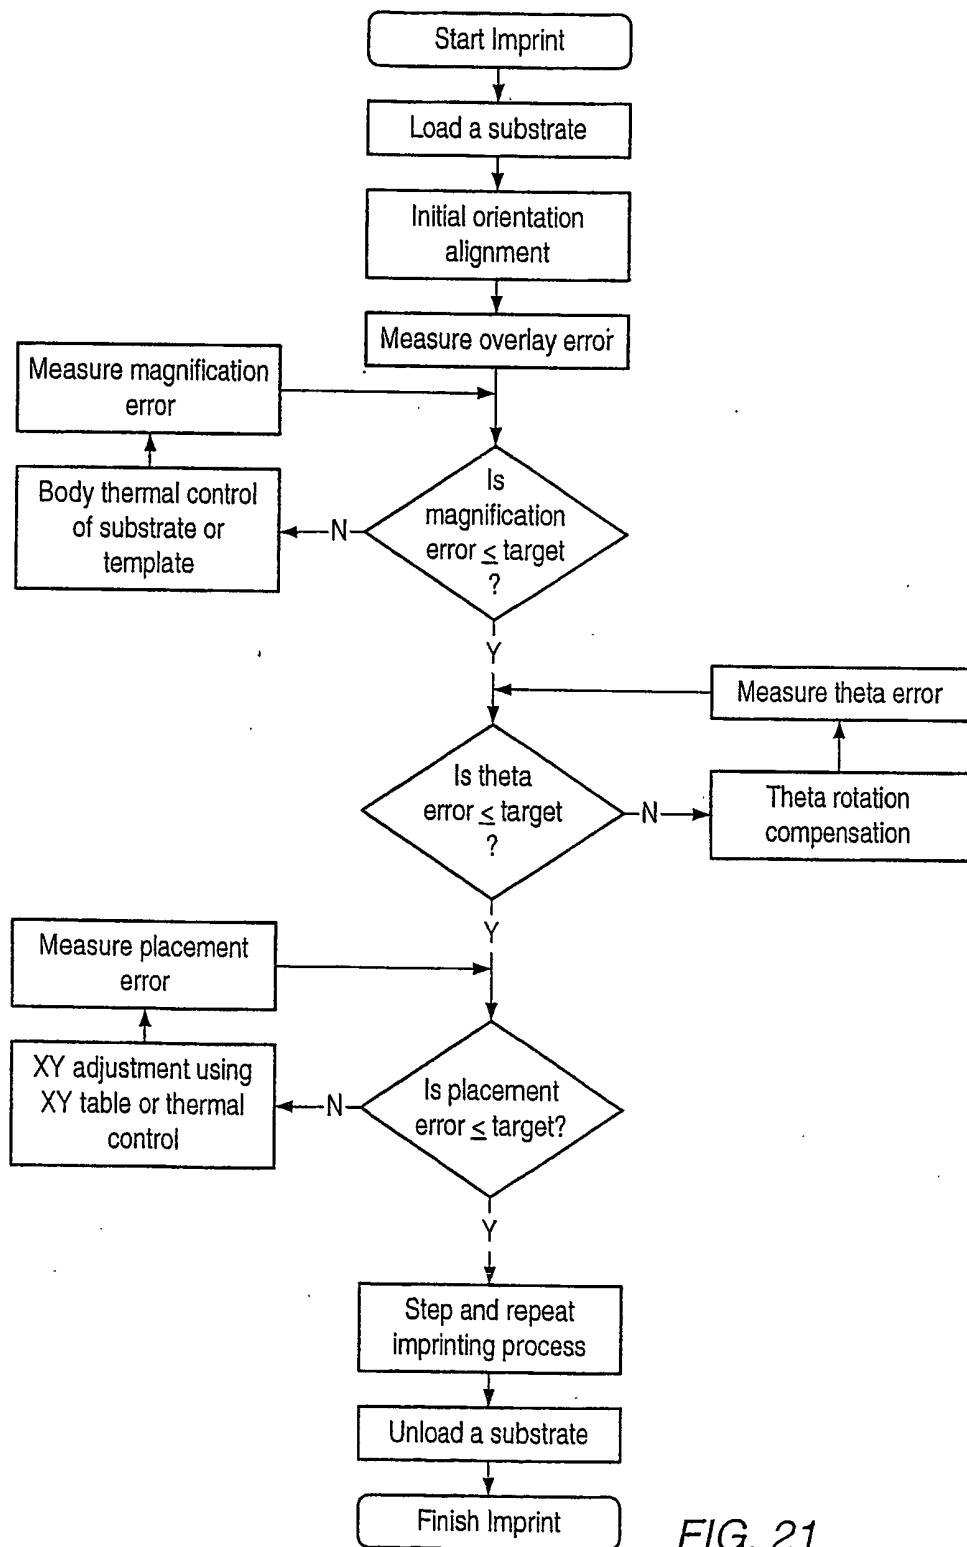 Start Imprint
Load a substrate
Initial orientation
alignment
Measure overlay error
Measure magnification
error
Body thermal control
of substrate or
template
N
Is
magnification
error ≤ target
?
Y
Measure theta error
Is theta
error ≤ target
?
N
Theta rotation
compensation
Y
Measure placement
error
XY adjustment using
XY table or thermal
control
N
Is placement
error ≤ target?
Y
Step and repeat
imprinting process
Unload a substrate
Finish Imprint
FIG. 21